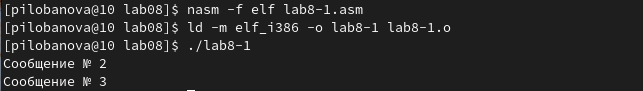 [pilobanova@10 lab08]$ nasm -f elf lab8-1.asm
[pilobanova@10 lab08]$ ld -m elf_i386 -o lab8-1 lab8-1.o
[pilobanova@10 lab08]$ ./lab8-1
Сообщение № 2
Сообщение № 3